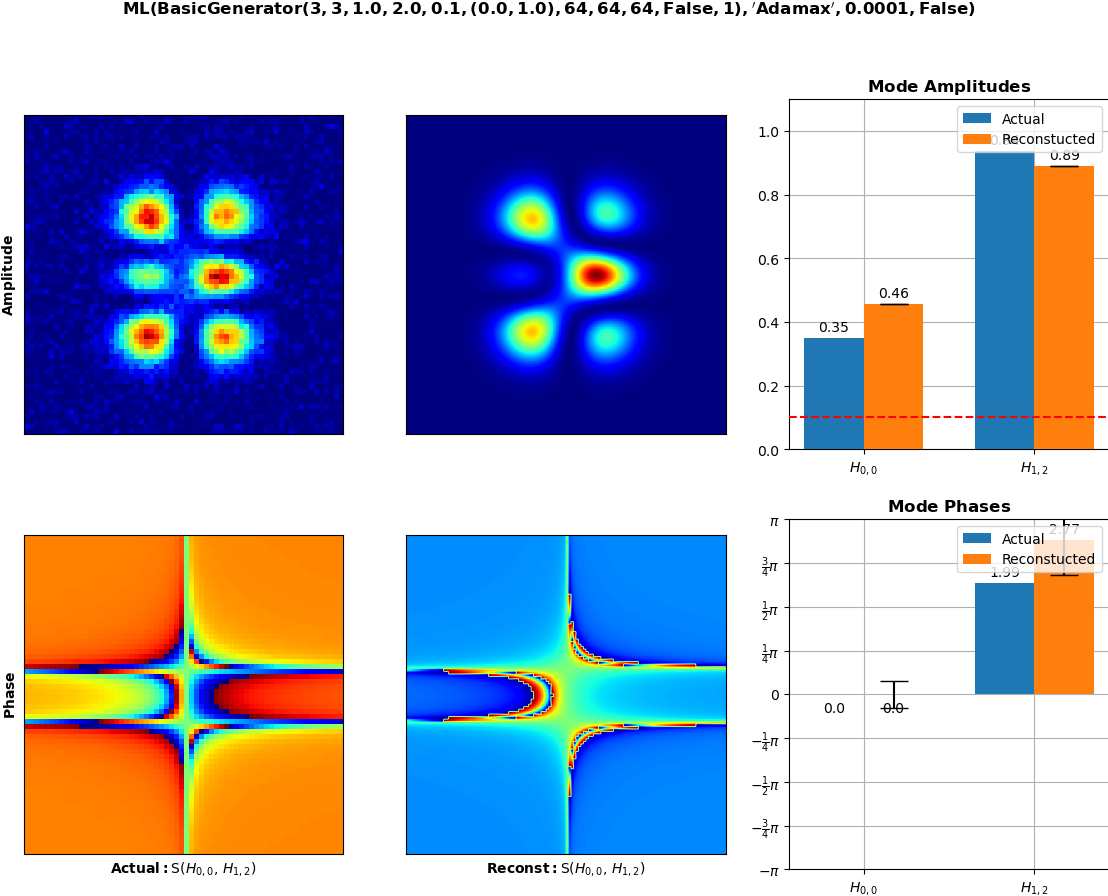 ML(BasicGenerator(3, 3, 1.0, 2.0, 0.1, (0.0, 1.0), 64, 64, 64, False, 1), 'Adamax', 0.0001, False)
Amplitude
Mode Amplitudes
Actual
Reconstucted
1.0
0.8
0.6
0.4
0.2
0.0
0.35
0.46
0.89
H0,0
H1,2
Phase
Actual: S(H0,0, H1,2)
Reconst: S(H0,0, H1,2)
Mode Phases
Actual
Reconstucted
π
3/4π
1/2π
1/4π
0
−1/4π
−1/2π
−3/4π
−π
0.0
0.0
1.99
2.77
H0,0
H1,2